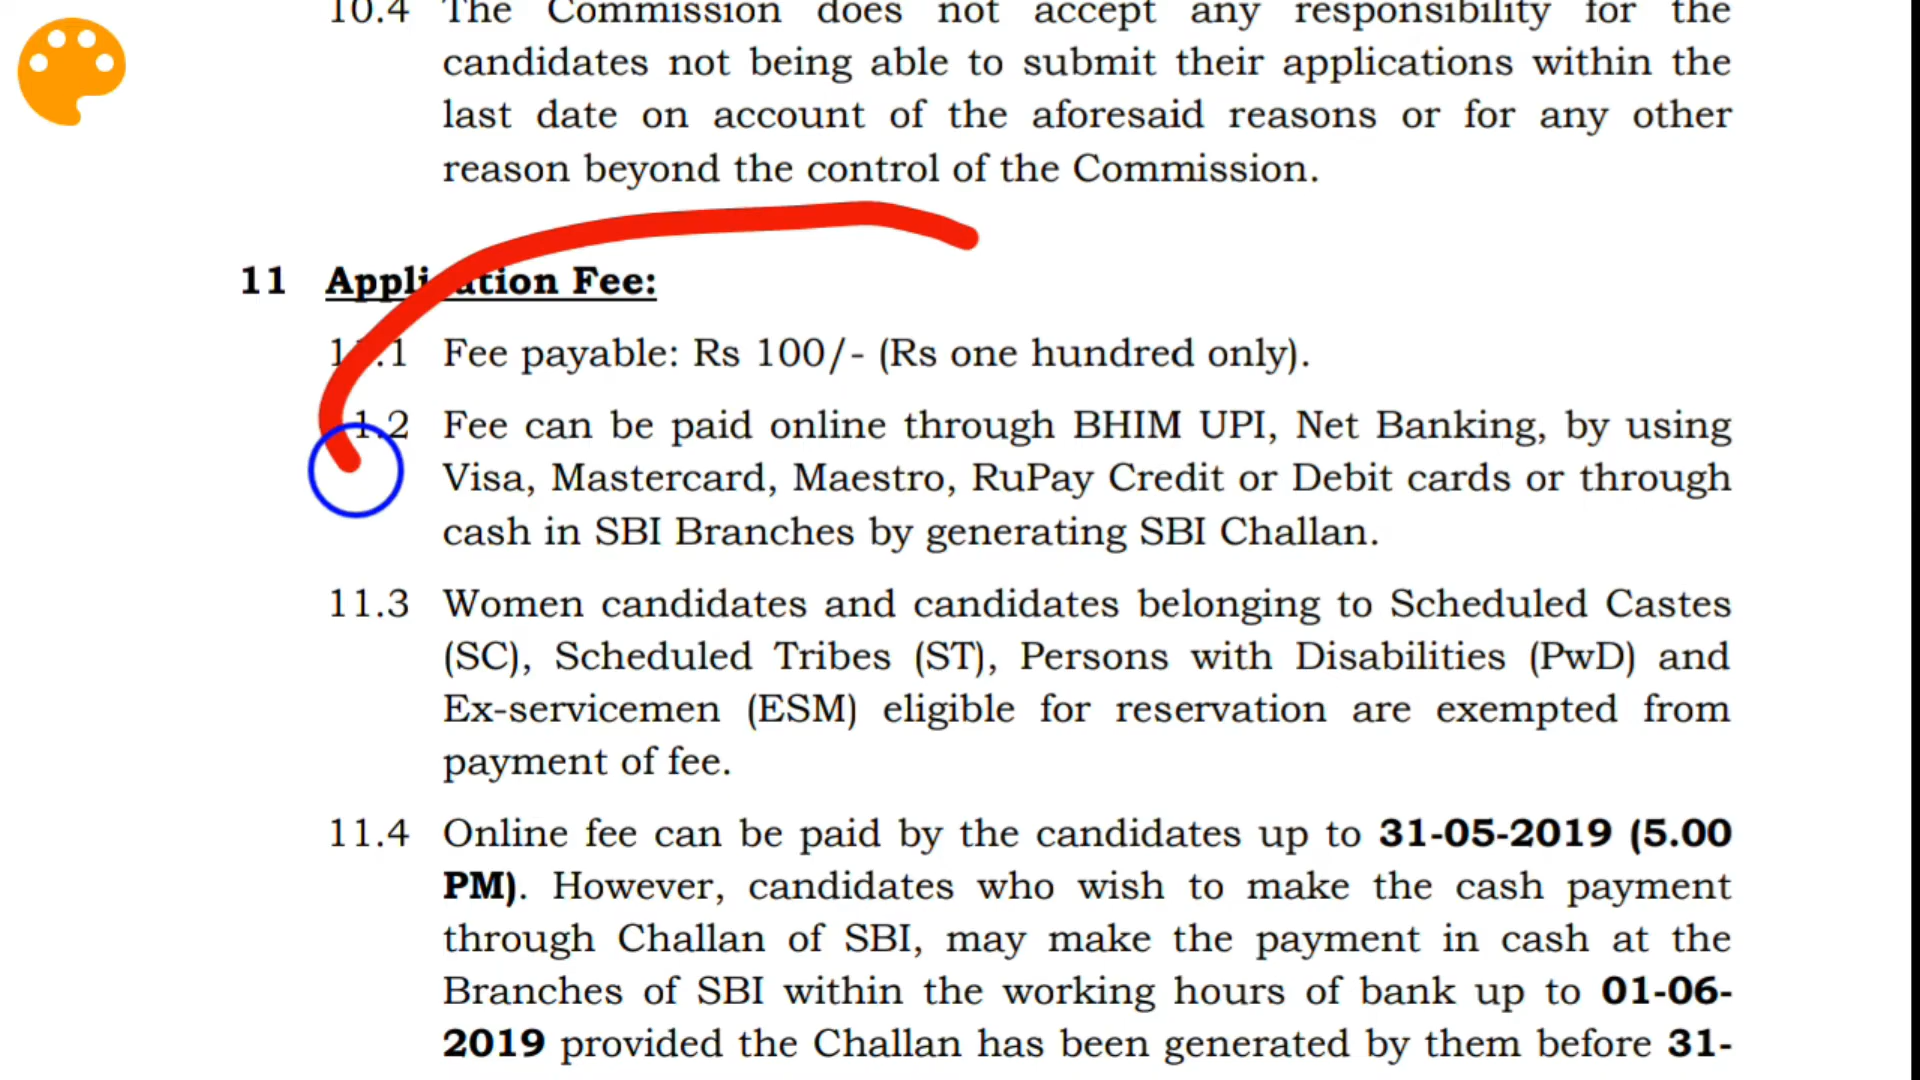 10.4 The Commission does not accept any responsibility for the
candidates not being able to submit their applications within the
last date on account of the aforesaid reasons or for any other
reason beyond the control of the Commission.
11 Application Fee:
11.1 Fee payable: Rs 100/- (Rs one hundred only).
1.2 Fee can be paid online through BHIM UPI, Net Banking, by using
Visa, Mastercard, Maestro, RuPay Credit or Debit cards or through
cash in SBI Branches by generating SBI Challan.
11.3 Women candidates and candidates belonging to Scheduled Castes
(SC), Scheduled Tribes (ST), Persons with Disabilities (PwD) and
Ex-servicemen (ESM) eligible for reservation are exempted from
payment of fee.
11.4 Online fee can be paid by the candidates up to 31-05-2019 (5.00
PM). However, candidates who wish to make the cash payment
through Challan of SBI, may make the payment in cash at the
Branches of SBI within the working hours of bank up to 01-06-
2019 provided the Challan has been generated by them before 31-